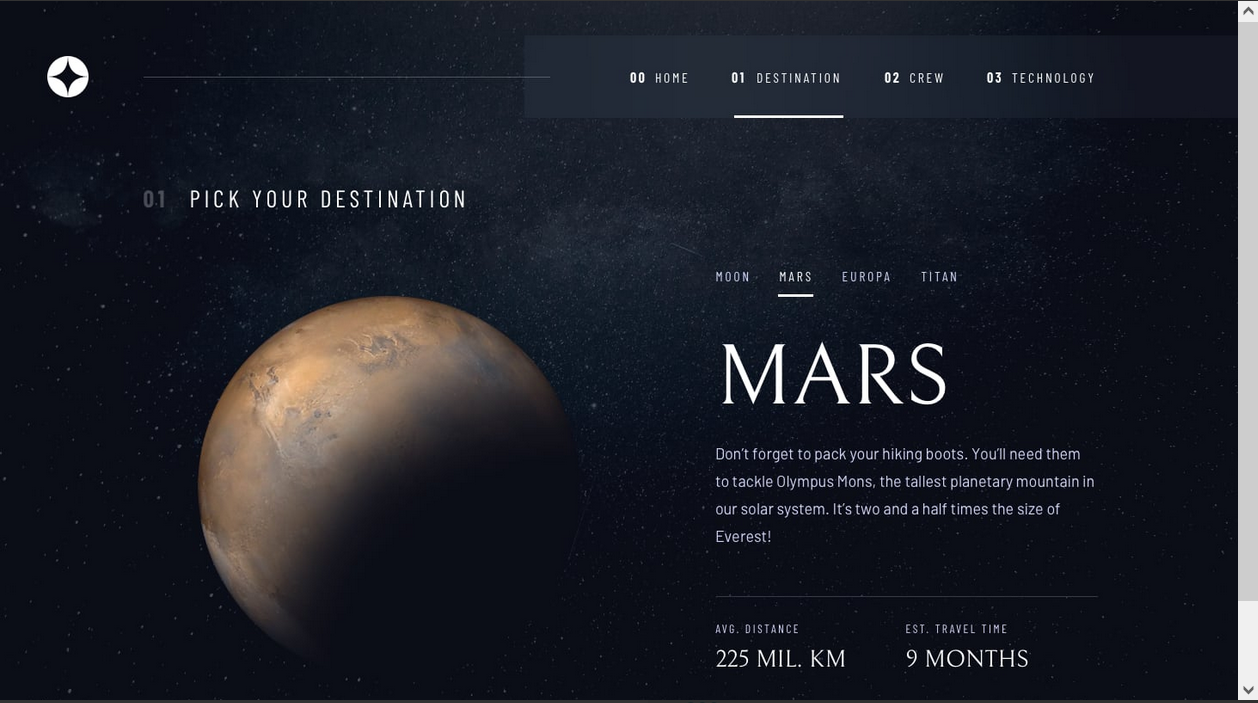 00 HOME 01 DESTINATION 02 CREW 03 TECHNOLOGY
01 PICK YOUR DESTINATION
MOON MARS EUROPA TITAN
MARS
Don’t forget to pack your hiking boots. You’ll need them
to tackle Olympus Mons, the tallest planetary mountain in
our solar system. It’s two and a half times the size of
Everest!
AVG. DISTANCE EST. TRAVEL TIME
225 MIL. KM 9 MONTHS